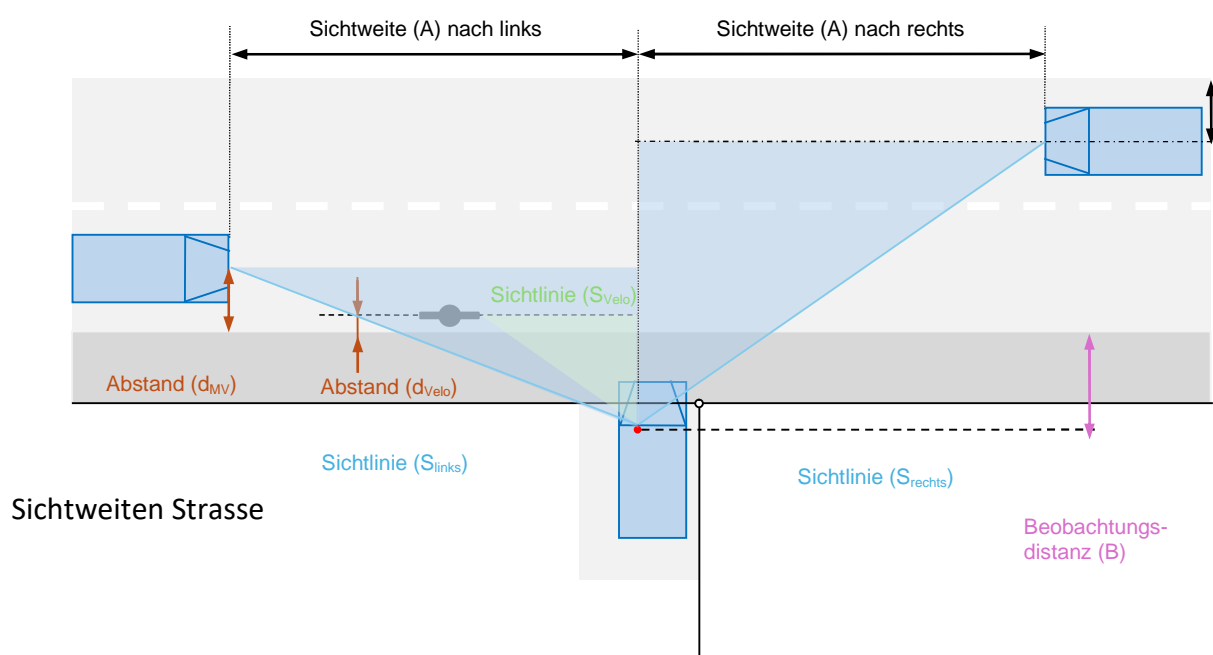 Sichtweite (A) nach links
Sichtweite (A) nach rechts
Sichtlinie (SVelo)
Abstand (dMV)
Abstand (dVelo)
Sichtlinie (Slinks)
Sichtlinie (Srechts)
Sichtweiten Strasse
Beobachtungs-
distanz (B)